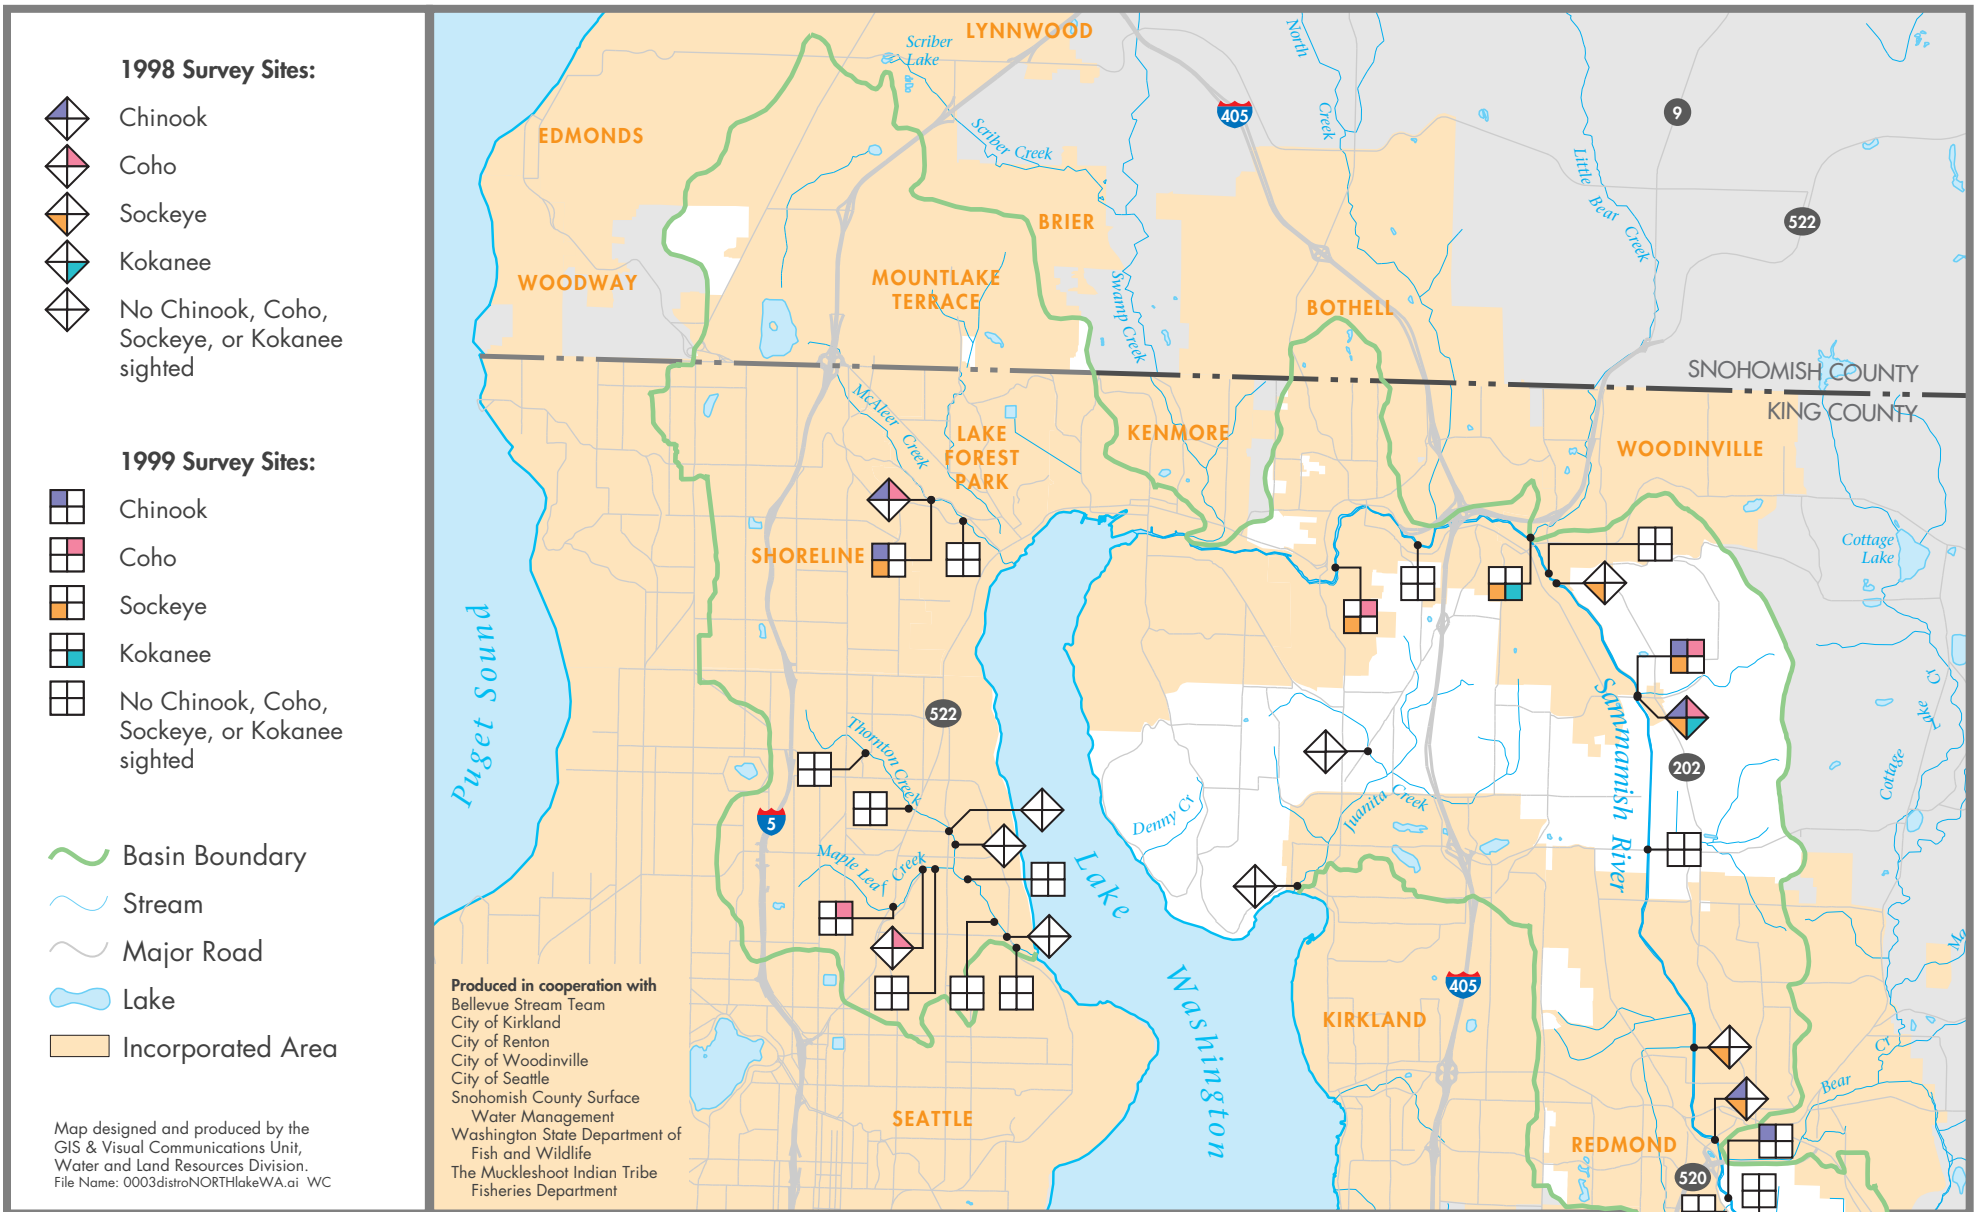 1998 Survey Sites:
Chinook
Coho
Sockeye
Kokanee
No Chinook, Coho,
Sockeye, or Kokanee
sighted
1999 Survey Sites:
Chinook
Coho
Sockeye
Kokanee
No Chinook, Coho,
Sockeye, or Kokanee
sighted
Basin Boundary
Stream
Major Road
Lake
Incorporated Area
Map designed and produced by the
GIS & Visual Communications Unit,
Water and Land Resources Division.
File Name: 0003distroNORTHlakeWA.ai WC
LYNNWOOD
Scriber
Lake
North
Creek
405
9
EDMONDS
Scriber Creek
Little Bear Creek
BRIER
522
WOODWAY
MOUNTLAKE
TERRACE
Swamp Creek
BOTHELL
SNOHOMISH COUNTY
KING COUNTY
McAleer Creek
LAKE
FOREST
PARK
KENMORE
WOODINVILLE
SHORELINE
Cottage
Lake
Puget Sound
522
Thornton Creek
Sammamish River
202
Cottage Lake Cr
5
Denny Cr
Juanita Creek
Maple Leaf Creek
Lake Washington
405
KIRKLAND
Produced in cooperation with
Bellevue Stream Team
City of Kirkland
City of Renton
City of Woodinville
City of Seattle
Snohomish County Surface
Water Management
Washington State Department of
Fish and Wildlife
The Muckleshoot Indian Tribe
Fisheries Department
SEATTLE
Bear Cr
REDMOND
520